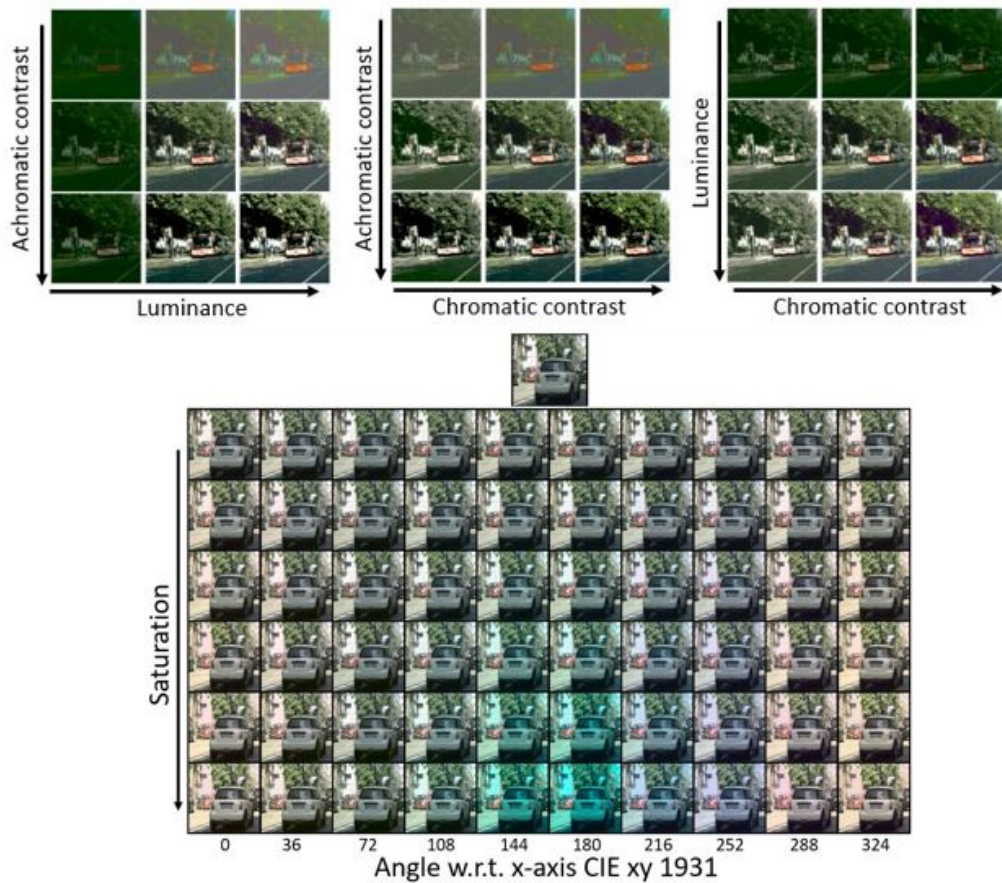 Achromatic contrast
Luminance
Achromatic contrast
Chromatic contrast
Luminance
Chromatic contrast
Saturation
0 36 72 108 144 180 216 252 288 324
Angle w.r.t. x-axis CIE xy 1931